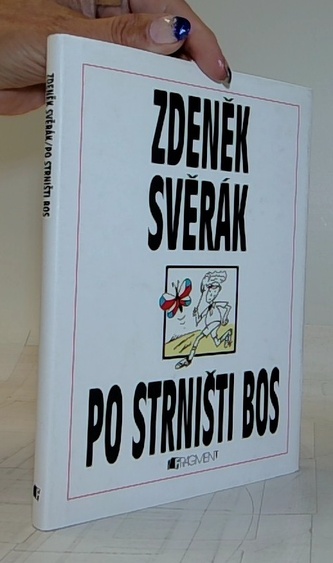 ZDENĚK SVĚRÁK/PO STRNIŠTI BOS
ZDENĚK
SVĚRÁK
PO STRNIŠTI BOS
FRAGMENT